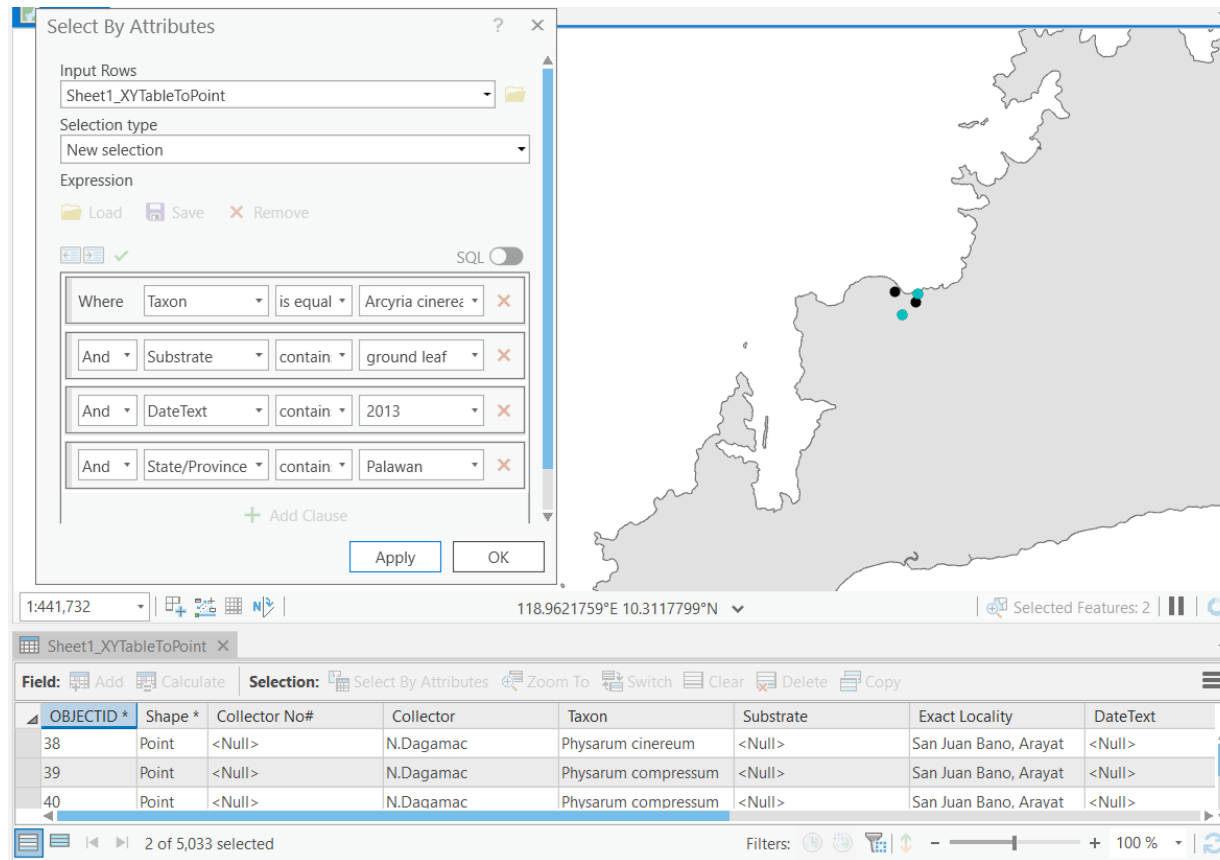 Select By Attributes ? ×
Input Rows
Sheet1_XYTableToPoint
Selection type
New selection
Expression
Load Save Remove
SQL
Where Taxon is equal Arcyria cinerea
And Substrate contain: ground leaf
And DateText contain: 2013
And State/Province contain: Palawan
+ Add Clause
Apply OK
1:441,732 N 118.9621759°E 10.3117799°N Selected Features: 2
Sheet1_XYTableToPoint
Field: Add Calculate Selection: Select By Attributes Zoom To Switch Clear Delete Copy
OBJECTID * Shape * Collector No# Collector Taxon Substrate Exact Locality DateText
38 Point <Null> N.Dagamac Physarum cinereum <Null> San Juan Bano, Arayat <Null>
39 Point <Null> N.Dagamac Physarum compressum <Null> San Juan Bano, Arayat <Null>
40 Point <Null> N.Dagamac Physarum compressum <Null> San Juan Bano, Arayat <Null>
2 of 5,033 selected Filters: − + 100 %